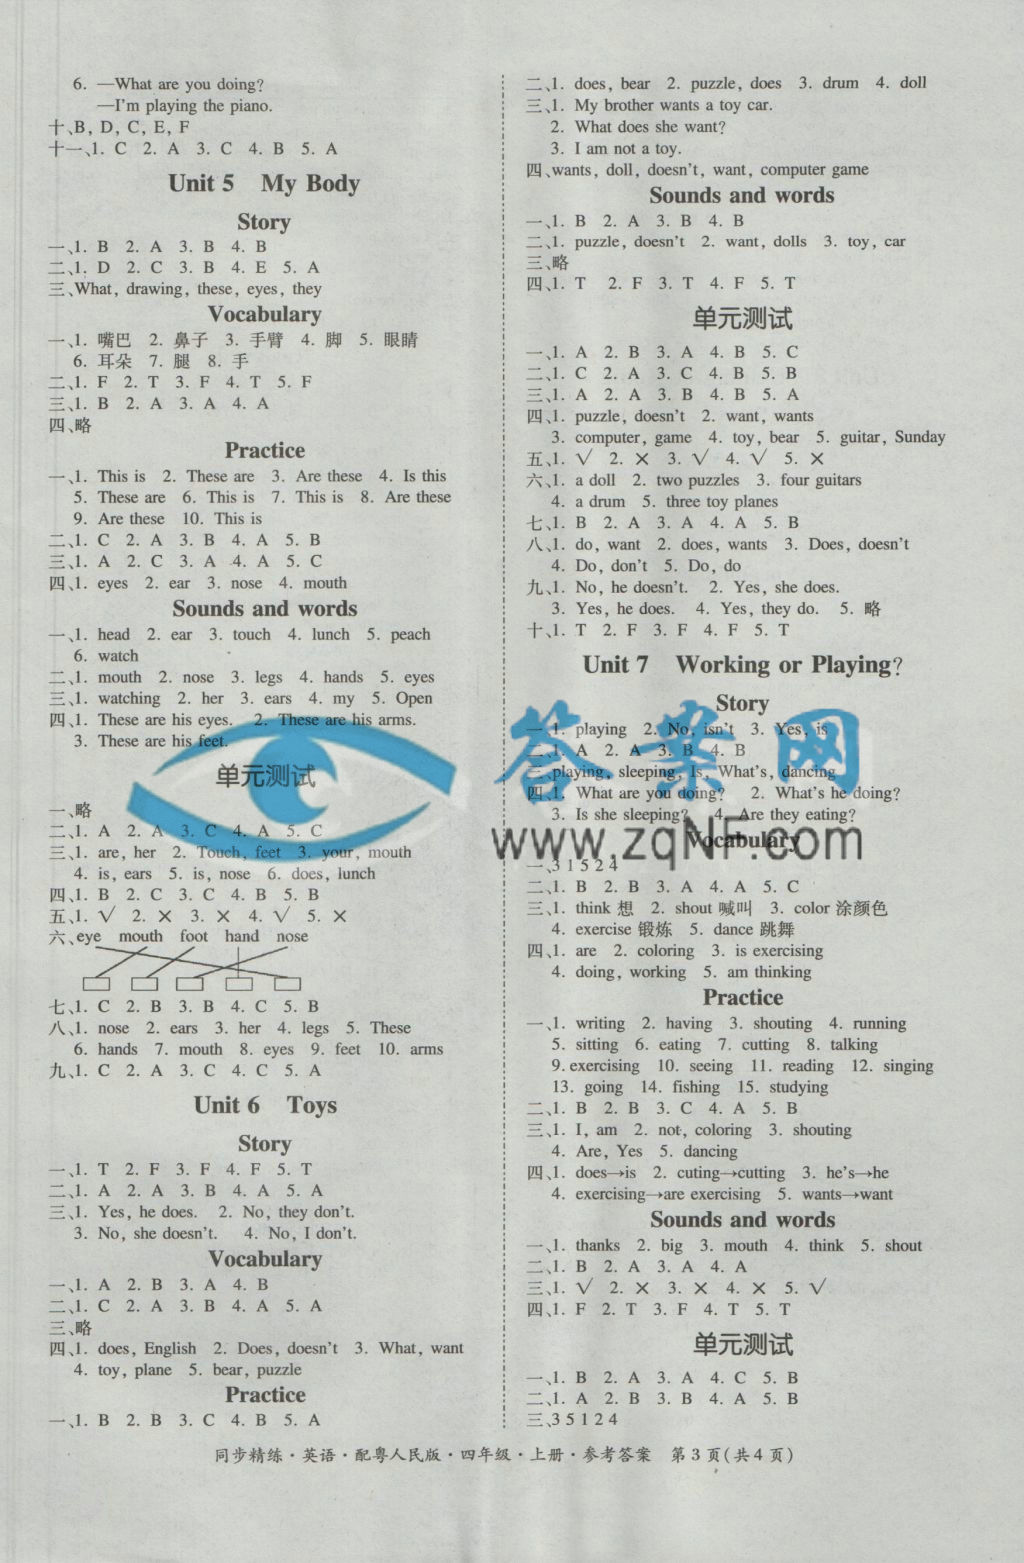 6. —What are you doing?
—I'm playing the piano.
十、B, D, C, E, F
十一、1. C 2. A 3. C 4. B 5. A
Unit 5 My Body
Story
一、1. B 2. A 3. B 4. B
二、1. D 2. C 3. B 4. E 5. A
三、What, drawing, these, eyes, they
Vocabulary
一、1. 嘴巴 2. 鼻子 3. 手臂 4. 脚 5. 眼睛
6. 耳朵 7. 腿 8. 手
二、1. F 2. T 3. F 4. T 5. F
三、1. B 2. A 3. A 4. A
四、略
Practice
一、1. This is 2. These are 3. Are these 4. Is this
5. These are 6. This is 7. This is 8. Are these
9. Are these 10. This is
二、1. C 2. A 3. B 4. A 5. B
三、1. A 2. C 3. A 4. A 5. C
四、1. eyes 2. ear 3. nose 4. mouth
Sounds and words
一、1. head 2. ear 3. touch 4. lunch 5. peach
6. watch
二、1. mouth 2. nose 3. legs 4. hands 5. eyes
三、1. watching 2. her 3. ears 4. my 5. Open
四、1. These are his eyes. 2. These are his arms.
3. These are his feet.
单元测试
一、略
二、1. A 2. A 3. C 4. A 5. C
三、1. are, her 2. Touch, feet 3. your, mouth
4. is, ears 5. is, nose 6. does, lunch
四、1. B 2. C 3. C 4. B 5. B
五、1. √ 2. × 3. × 4. √ 5. ×
六、eye mouth foot hand nose
七、1. C 2. B 3. B 4. C 5. B
八、1. nose 2. ears 3. her 4. legs 5. These
6. hands 7. mouth 8. eyes 9. feet 10. arms
九、1. C 2. A 3. C 4. C 5. A
Unit 6 Toys
Story
一、1. T 2. F 3. F 4. F 5. T
二、1. A 2. A 3. B 4. A 5. A
三、1. Yes, he does. 2. No, they don't.
3. No, she doesn't. 4. No, I don't.
Vocabulary
一、1. A 2. B 3. A 4. B
二、1. C 2. A 3. B 4. A 5. A
三、略
四、1. does, English 2. Does, doesn't 3. What, want
4. toy, plane 5. bear, puzzle
Practice
一、1. B 2. B 3. C 4. B 5. A
二、1. does, bear 2. puzzle, does 3. drum 4. doll
三、1. My brother wants a toy car.
2. What does she want?
3. I am not a toy.
四、wants, doll, doesn't, want, computer game
Sounds and words
一、1. B 2. A 3. B 4. B
二、1. puzzle, doesn't 2. want, dolls 3. toy, car
三、略
四、1. T 2. F 3. T 4. F 5. T
单元测试
一、1. A 2. B 3. A 4. B 5. C
二、1. C 2. A 3. C 4. B 5. B
三、1. A 2. A 3. B 4. B 5. A
四、1. puzzle, doesn't 2. want, wants
3. computer, game 4. toy, bear 5. guitar, Sunday
五、1. √ 2. × 3. √ 4. √ 5. ×
六、1. a doll 2. two puzzles 3. four guitars
4. a drum 5. three toy planes
七、1. B 2. A 3. A 4. A 5. B
八、1. do, want 2. does, wants 3. Does, doesn't
4. Do, don't 5. Do, do
九、1. No, he doesn't. 2. Yes, she does.
3. Yes, he does. 4. Yes, they do. 5. 略
十、1. T 2. F 3. F 4. F 5. T
Unit 7 Working or Playing?
Story
一、1. playing 2. No, isn't 3. Yes, is
二、1. A 2. A 3. B 4. B
三、playing, sleeping, Is, What's, dancing
四、1. What are you doing? 2. What's he doing?
3. Is she sleeping? 4. Are they eating?
Vocabulary
一、3 1 5 2 4
二、1. B 2. B 3. A 4. A 5. C
三、1. think 想 2. shout 喊叫 3. color 涂颜色
4. exercise 锻炼 5. dance 跳舞
四、1. are 2. coloring 3. is exercising
4. doing, working 5. am thinking
Practice
一、1. writing 2. having 3. shouting 4. running
5. sitting 6. eating 7. cutting 8. talking
9. exercising 10. seeing 11. reading 12. singing
13. going 14. fishing 15. studying
二、1. B 2. B 3. C 4. A 5. B
三、1. I, am 2. not, coloring 3. shouting
4. Are, Yes 5. dancing
四、1. does→is 2. cuting→cutting 3. he's→he
4. exercising→are exercising 5. wants→want
Sounds and words
一、1. thanks 2. big 3. mouth 4. think 5. shout
二、1. B 2. A 3. A 4. A
三、1. √ 2. × 3. × 4. × 5. √
四、1. F 2. T 3. F 4. T 5. T
单元测试
一、1. B 2. A 3. A 4. C 5. B
二、1. A 2. B 3. B 4. A 5. B
三、3 5 1 2 4
同步精练·英语·配粤人民版·四年级·上册·参考答案 第 3 页(共 4 页)
答案网
www.zqNF.com